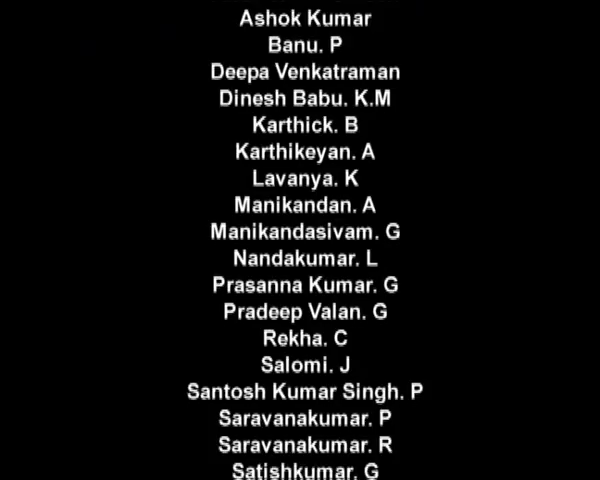 Ashok Kumar
Banu. P
Deepa Venkatraman
Dinesh Babu. K.M
Karthick. B
Karthikeyan. A
Lavanya. K
Manikandan. A
Manikandasivam. G
Nandakumar. L
Prasanna Kumar. G
Pradeep Valan. G
Rekha. C
Salomi. J
Santosh Kumar Singh. P
Saravanakumar. P
Saravanakumar. R
Satishkumar. G